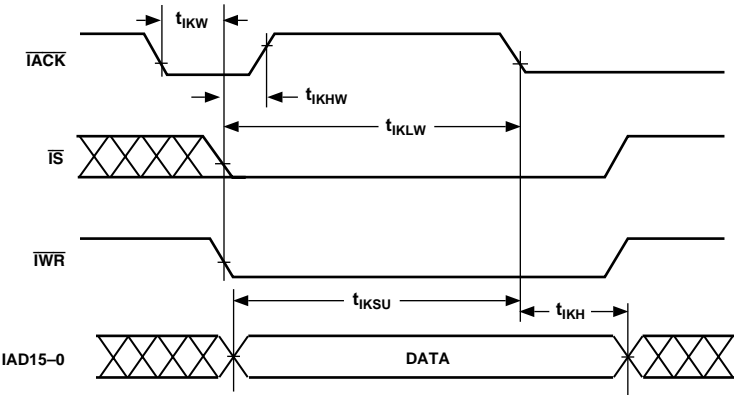 tIKW
IACK
tIKHW
tIKLW
IS
IWR
tIKSU
tIKH
IAD15–0
DATA